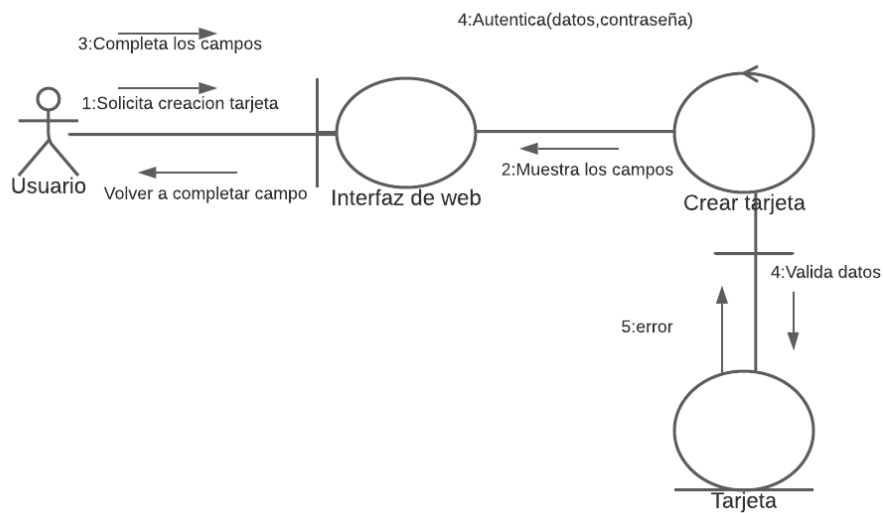 4:Autentica(datos,contraseña)
3:Completa los campos
1:Solicita creacion tarjeta
2:Muestra los campos
Usuario
Volver a completar campo
Interfaz de web
Crear tarjeta
4:Valida datos
5:error
Tarjeta